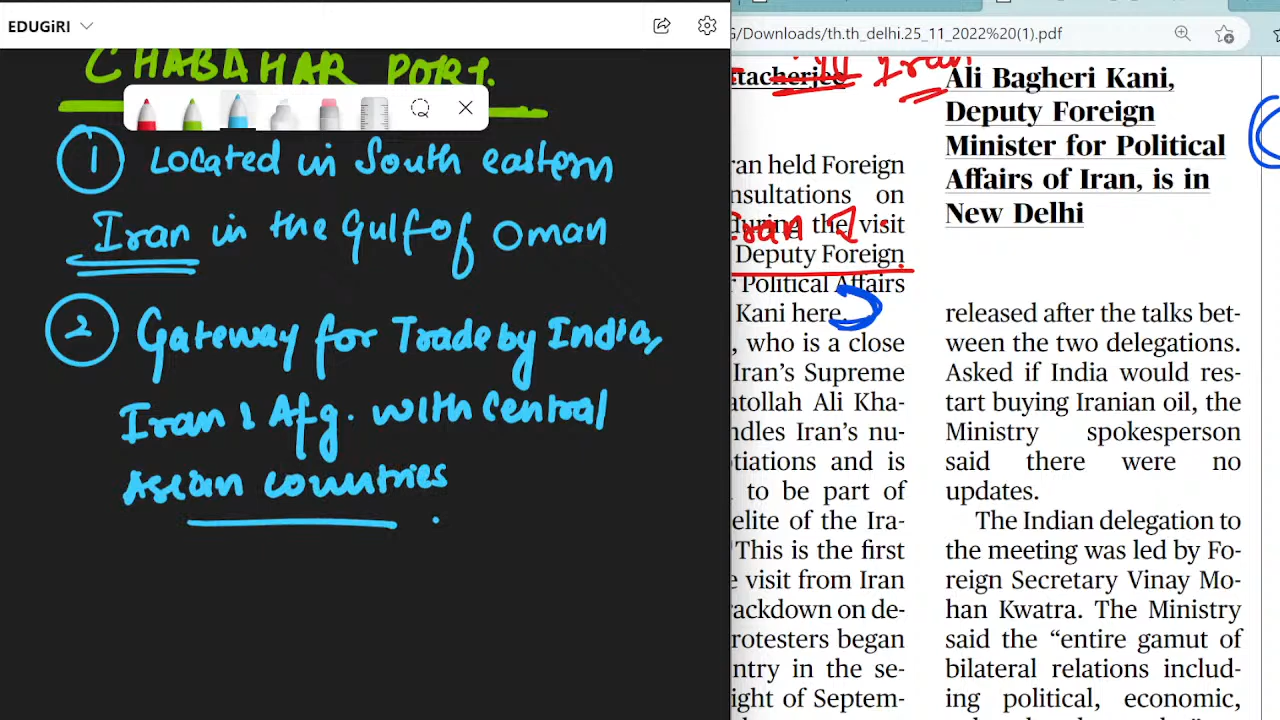 EDUGiRI
CHABAHAR PORT.
1 Located in South eastern
Iran in the Gulf of Oman
2 Gateway for Trade by India,
Iran & Afg. with Central
Asian countries
G/Downloads/th.th_delhi.25_11_2022%20(1).pdf
ttacherjee
Iran
ran held Foreign
nsultations on
during the visit
Iran
Deputy Foreign
r Political Affairs
Kani here.
, who is a close
Iran's Supreme
atollah Ali Kha-
ndles Iran's nu-
otiations and is
to be part of
elite of the Ira-
"This is the first
e visit from Iran
rackdown on de-
rotesters began
ntry in the se-
ight of Septem-
Ali Bagheri Kani,
Deputy Foreign
Minister for Political
Affairs of Iran, is in
New Delhi
released after the talks bet-
ween the two delegations.
Asked if India would res-
tart buying Iranian oil, the
Ministry spokesperson
said there were no
updates.
The Indian delegation to
the meeting was led by Fo-
reign Secretary Vinay Mo-
han Kwatra. The Ministry
said the "entire gamut of
bilateral relations includ-
ing political, economic,